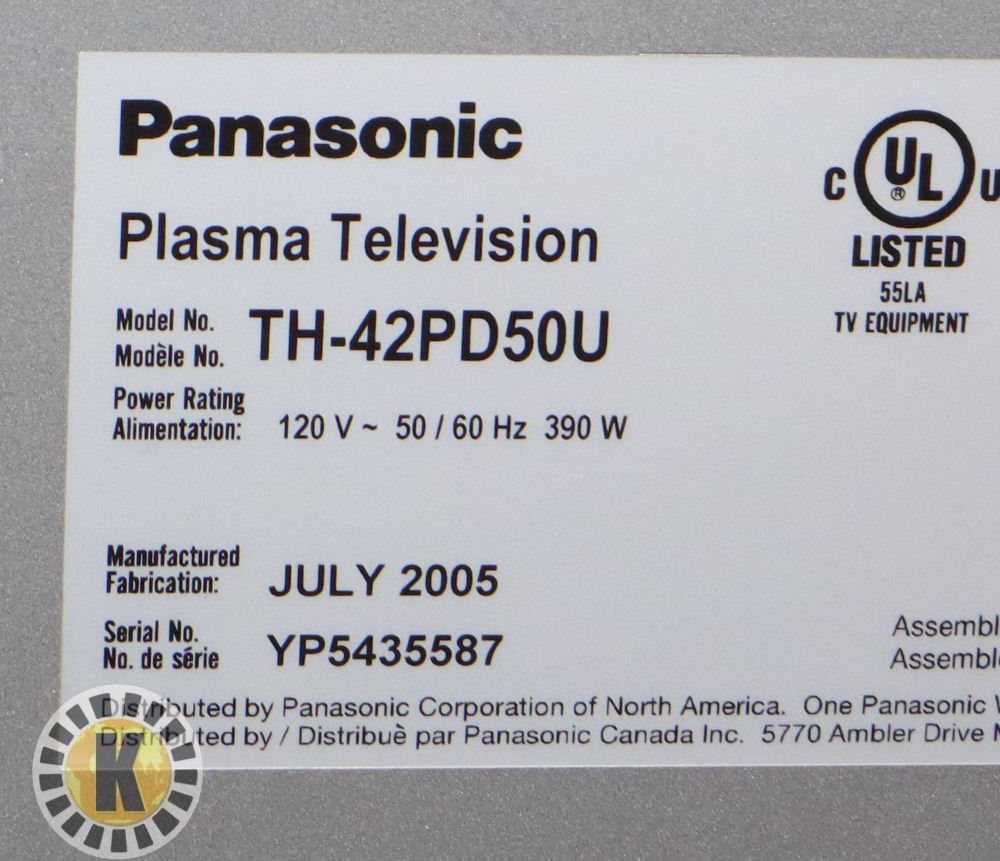 Panasonic
Plasma Television
Model No.
Modèle No.
TH-42PD50U
Power Rating
Alimentation:
120 V ~ 50 / 60 Hz 390 W
Manufactured
Fabrication:
JULY 2005
Serial No.
No. de série
YP5435587
C UL® U
LISTED
55LA
TV EQUIPMENT
Assembl
Assembl
Distributed by Panasonic Corporation of North America. One Panasonic
Distributed by / Distribuè par Panasonic Canada Inc. 5770 Ambler Drive
K